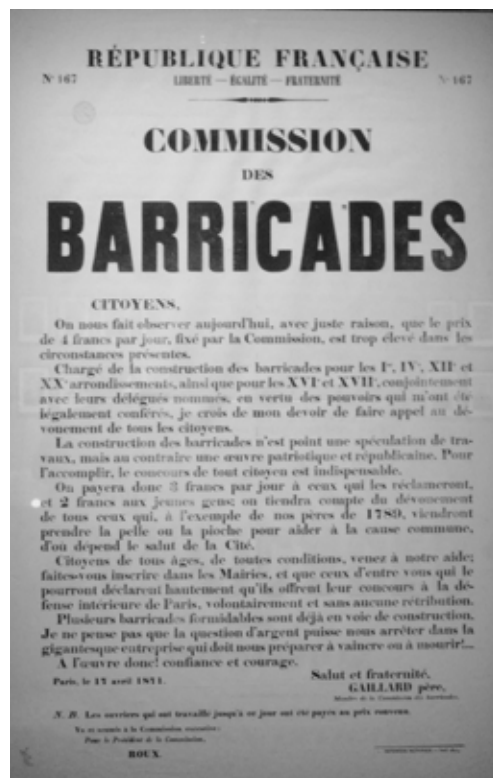 RÉPUBLIQUE FRANÇAISE
N° 167 LIBERTÉ — ÉGALITÉ — FRATERNITÉ N° 167
COMMISSION
DES
BARRICADES
CITOYENS,
On nous fait observer aujourd'hui, avec juste raison, que le prix
de 4 francs par jour, fixé par la Commission, est trop élevé dans les
circonstances présentes.
Chargé de la construction des barricades pour les Ier, IVe, XIIe et
XXe arrondissements, ainsi que pour les XVIe et XVIIe, conjointement
avec leurs délégués nommés, en vertu des pouvoirs qui m'ont été
légalement conférés, je crois de mon devoir de faire appel au dé-
vouement de tous les citoyens.
La construction des barricades n'est point une spéculation de tra-
vaux, mais au contraire une œuvre patriotique et républicaine. Pour
l'accomplir, le concours de tout citoyen est indispensable.
On payera donc 3 francs par jour à ceux qui les réclameront,
et 2 francs aux jeunes gens; on tiendra compte du dévouement
de tous ceux qui, à l'exemple de nos pères de 1789, viendront
prendre la pelle ou la pioche pour aider à la cause commune,
d'où dépend le salut de la Cité.
Citoyens de tous âges, de toutes conditions, venez à notre aide;
faites-vous inscrire dans les Mairies, et que ceux d'entre vous qui le
pourront déclarent hautement qu'ils offrent leur concours à la dé-
fense intérieure de Paris, volontairement et sans aucune rétribution.
Plusieurs barricades formidables sont déjà en voie de construction.
Je ne pense pas que la question d'argent puisse nous arrêter dans la
gigantesque entreprise qui doit nous préparer à vaincre ou à mourir!...
A l'œuvre donc! confiance et courage.
Salut et fraternité,
GAILLARD père,
Membre de la Commission des barricades.
Paris, le 12 avril 1871.
N. B. Les ouvriers qui ont travaillé jusqu'à ce jour ont été payés au prix convenu.
Vu et soumis à la Commission exécutive:
Pour le Président de la Commission,
ROUX.